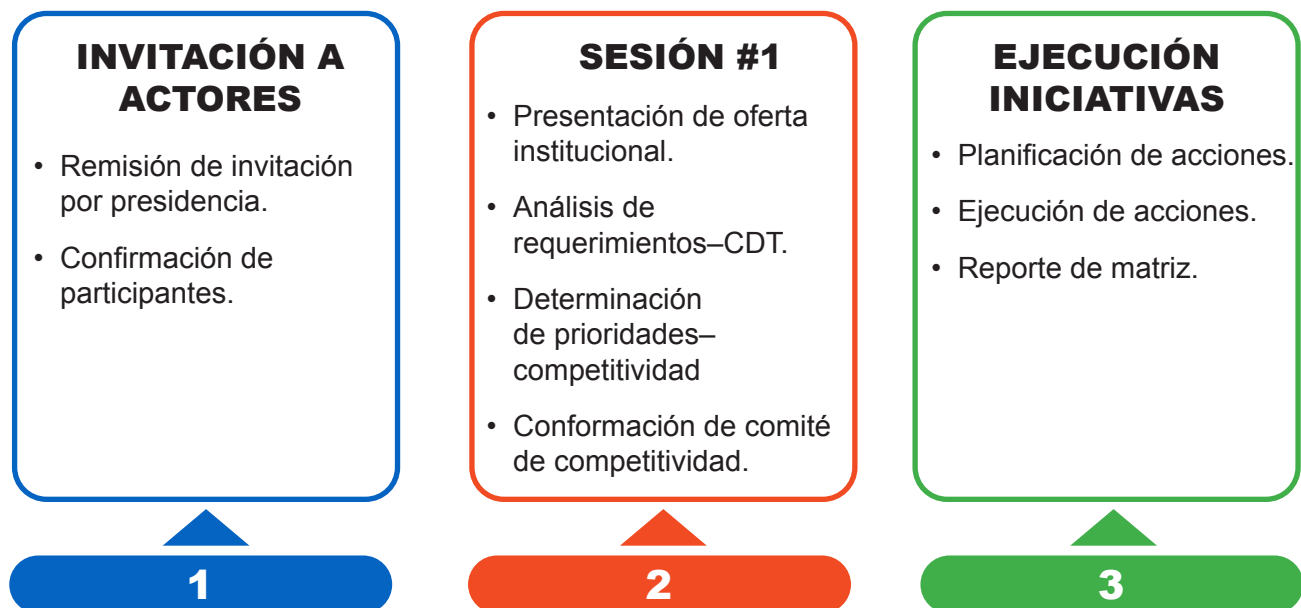 INVITACIÓN A
ACTORES
• Remisión de invitación
por presidencia.
• Confirmación de
participantes.
1
SESIÓN #1
• Presentación de oferta
institucional.
• Análisis de
requerimientos–CDT.
• Determinación
de prioridades–
competitividad
• Conformación de comité
de competitividad.
2
EJECUCIÓN
INICIATIVAS
• Planificación de acciones.
• Ejecución de acciones.
• Reporte de matriz.
3